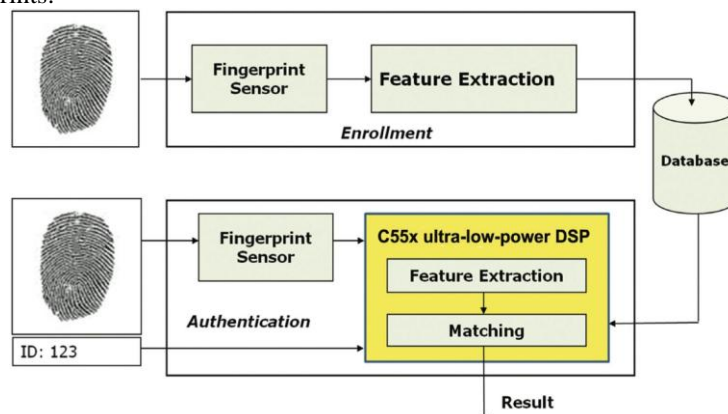 Fingerprint
Sensor
Feature Extraction
Enrollment
Database
Fingerprint
Sensor
C55x ultra-low-power DSP
Feature Extraction
Matching
Authentication
ID: 123
Result